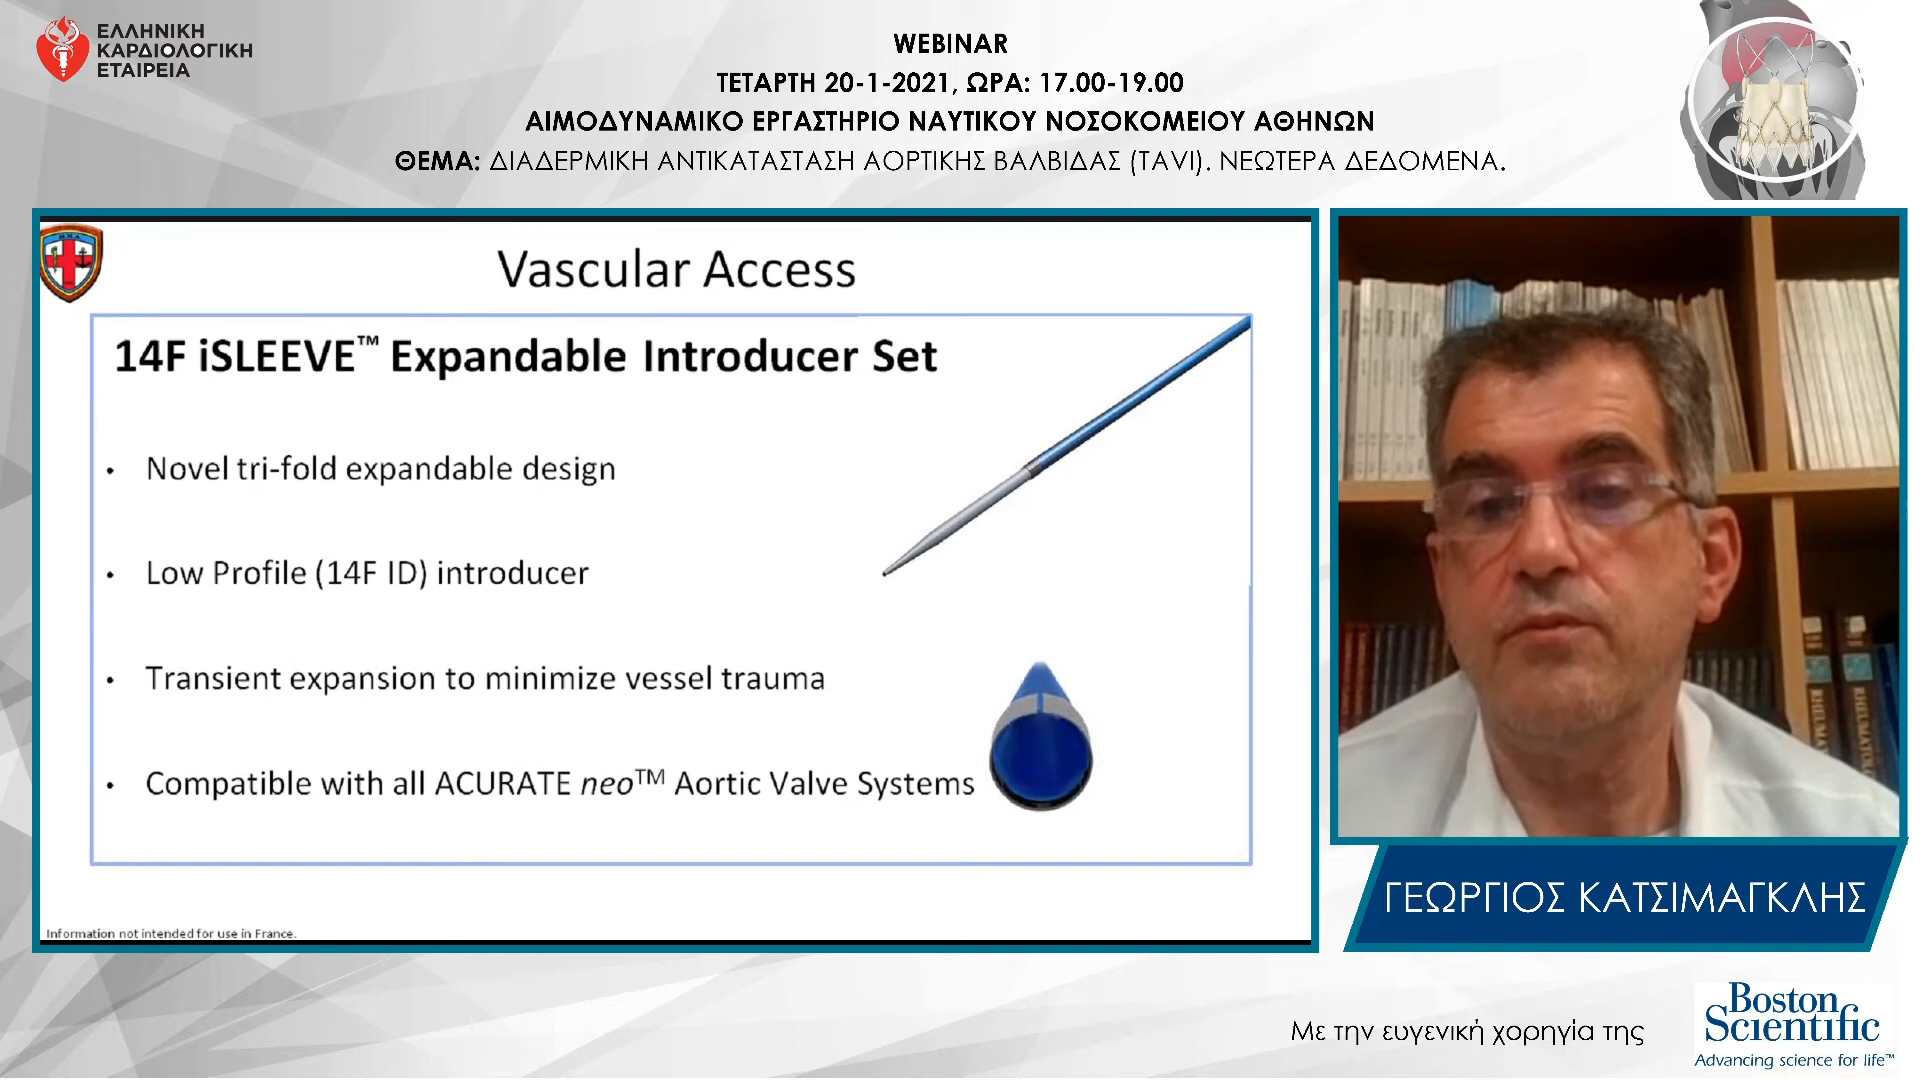 ΕΛΛΗΝΙΚΗ
ΚΑΡΔΙΟΛΟΓΙΚΗ
ΕΤΑΙΡΕΙΑ
WEBINAR
ΤΕΤΑΡΤΗ 20-1-2021, ΩΡΑ: 17.00-19.00
ΑΙΜΟΔΥΝΑΜΙΚΟ ΕΡΓΑΣΤΗΡΙΟ ΝΑΥΤΙΚΟΥ ΝΟΣΟΚΟΜΕΙΟΥ ΑΘΗΝΩΝ
ΘΕΜΑ: ΔΙΑΔΕΡΜΙΚΗ ΑΝΤΙΚΑΤΑΣΤΑΣΗ ΑΟΡΤΙΚΗΣ ΒΑΛΒΙΔΑΣ (TAVI). ΝΕΩΤΕΡΑ ΔΕΔΟΜΕΝΑ.
Vascular Access
14F iSLEEVE™ Expandable Introducer Set
• Novel tri-fold expandable design
• Low Profile (14F ID) introducer
• Transient expansion to minimize vessel trauma
• Compatible with all ACURATE neo™ Aortic Valve Systems
Information not intended for use in France.
ΓΕΩΡΓΙΟΣ ΚΑΤΣΙΜΑΓΚΛΗΣ
Με την ευγενική χορηγία της
Boston
Scientific
Advancing science for life™